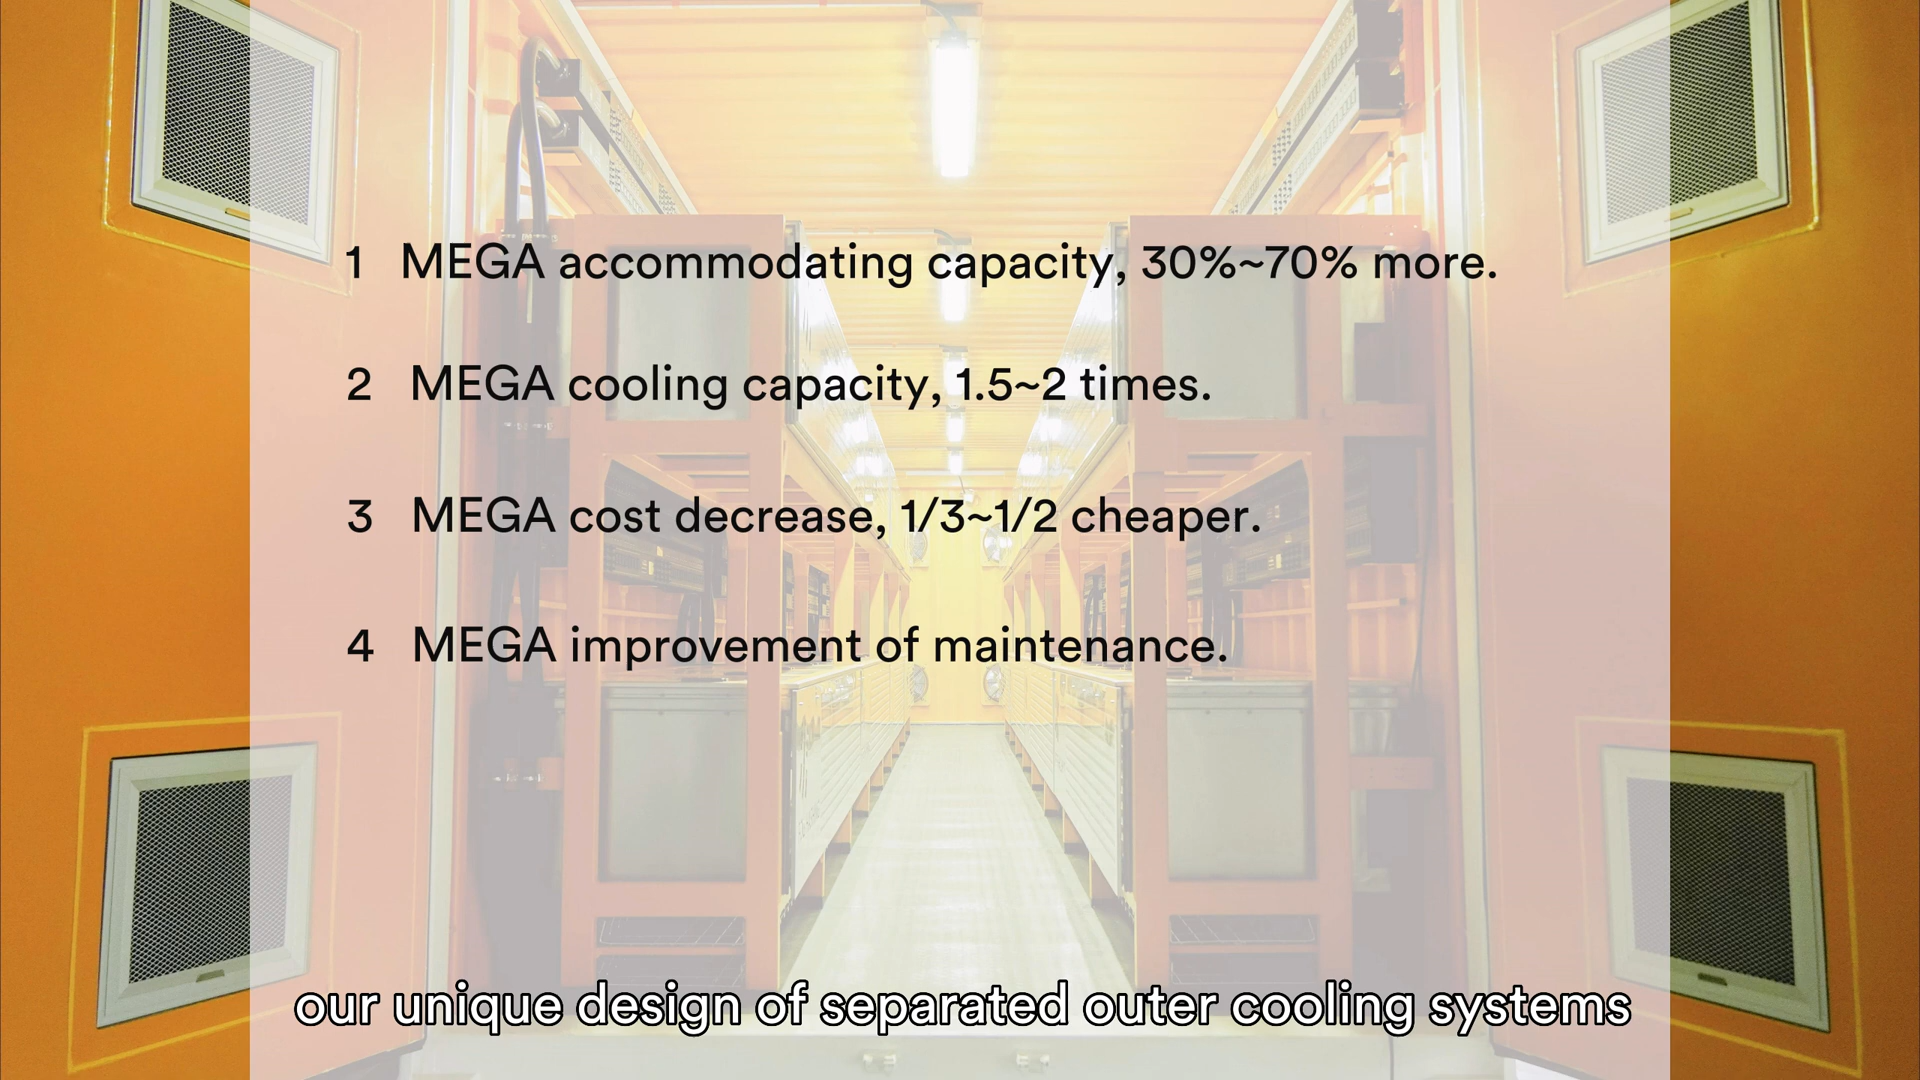 1 MEGA accommodating capacity, 30%~70% more.
2 MEGA cooling capacity, 1.5~2 times.
3 MEGA cost decrease, 1/3~1/2 cheaper.
4 MEGA improvement of maintenance.
our unique design of separated outer cooling systems